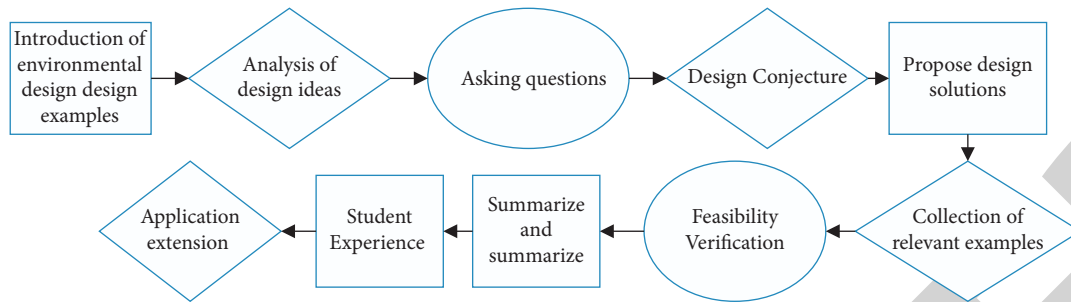 Introduction of
environmental
design design
examples
Analysis of
design ideas
Asking questions
Design Conjecture
Propose design
solutions
Collection of
relevant examples
Feasibility
Verification
Summarize
and
summarize
Student
Experience
Application
extension